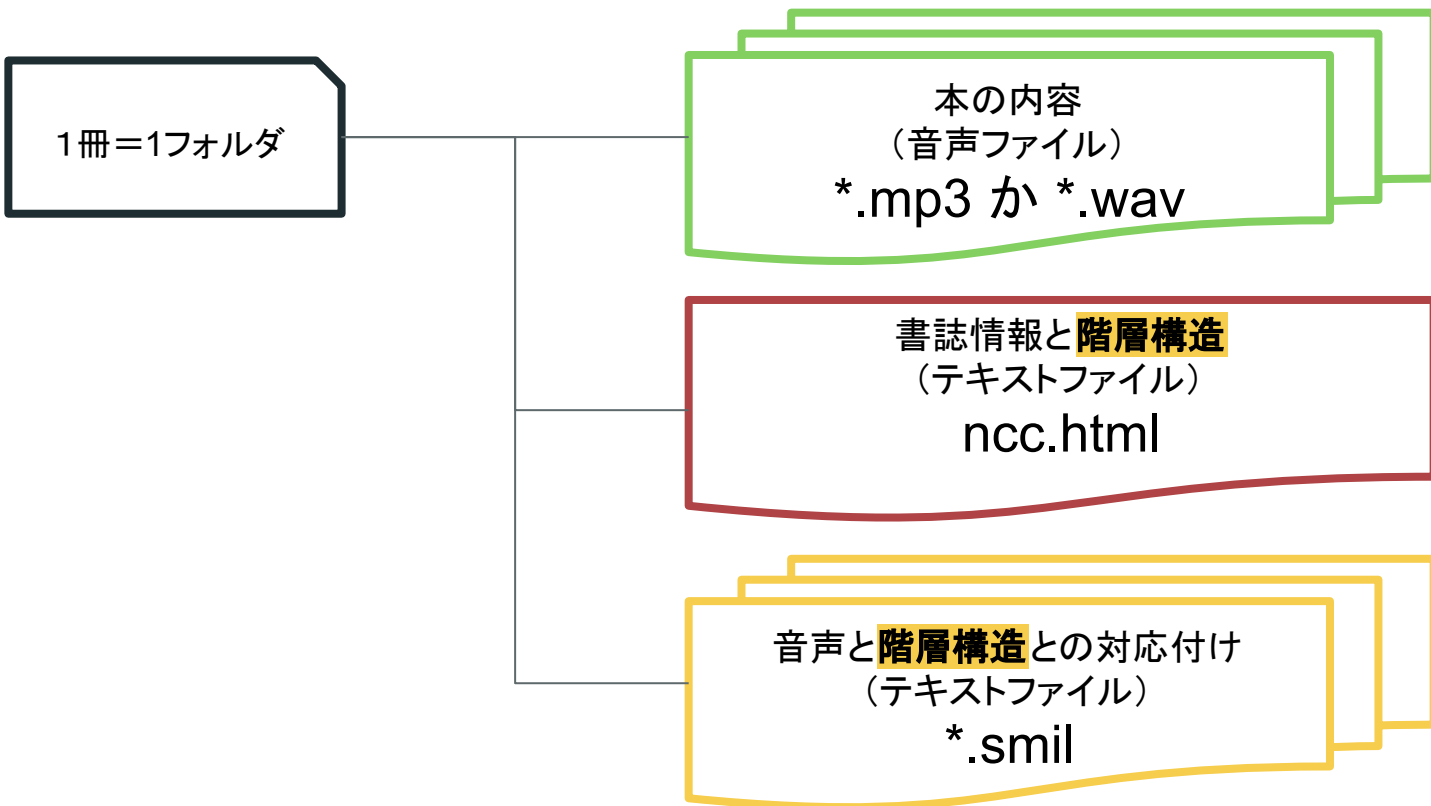 １冊＝1フォルダ
本の内容
（音声ファイル）
*.mp3 か *.wav
書誌情報と階層構造
（テキストファイル）
ncc.html
音声と階層構造との対応付け
（テキストファイル）
*.smil